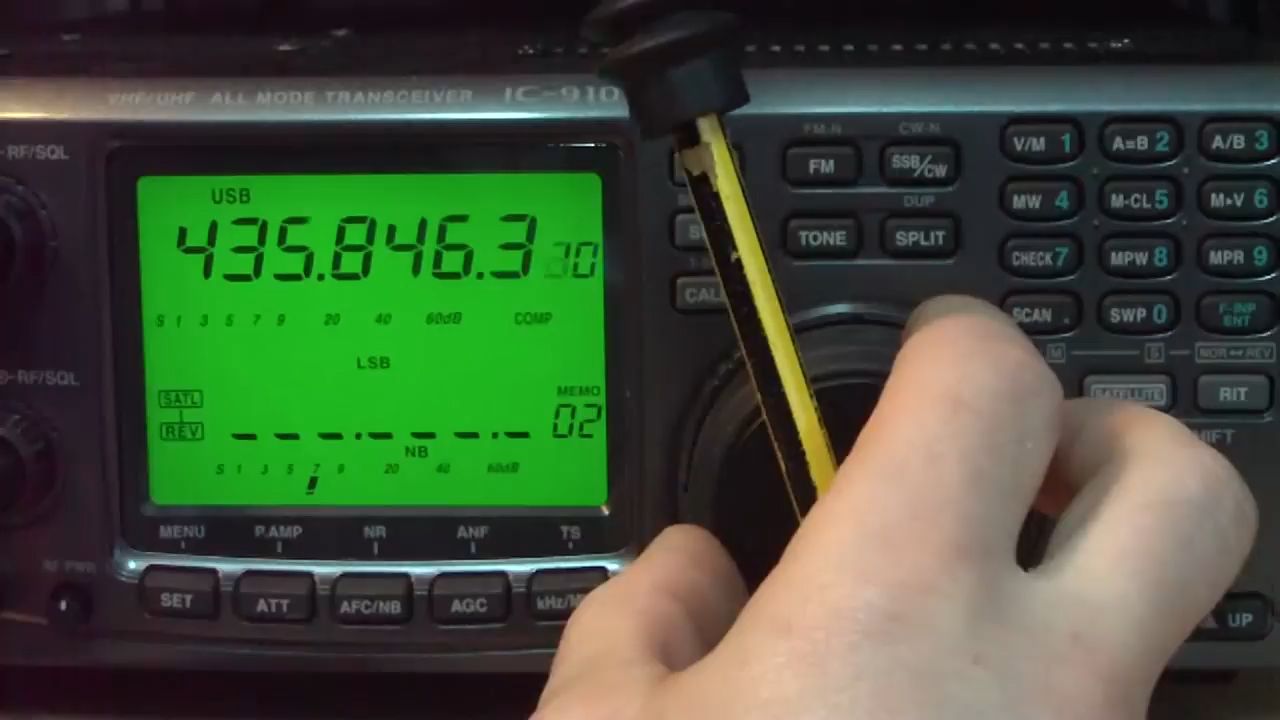 VHF/UHF ALL MODE TRANSCEIVER IC-910
-RF/SQL
FM-N CW-N
FM SSB/CW
V/M 1 A=B 2 A/B 3
USB
435.846.3
DUP
MW 4 M-CL 5 M▸V 6
TONE SPLIT
CHECK 7 MPW 8 MPR 9
CALL
S 1 3 5 7 9 20 40 60dB COMP
SCAN . SWP 0 F-INP ENT
M S NOR↔REV
LSB
-RF/SQL
SATL
REV
MEMO
02
SATELLITE RIT
NB
S 1 3 5 7 9 20 40 60dB
MENU P.AMP NR ANF TS
RF PWR
SET ATT AFC/NB AGC
UP